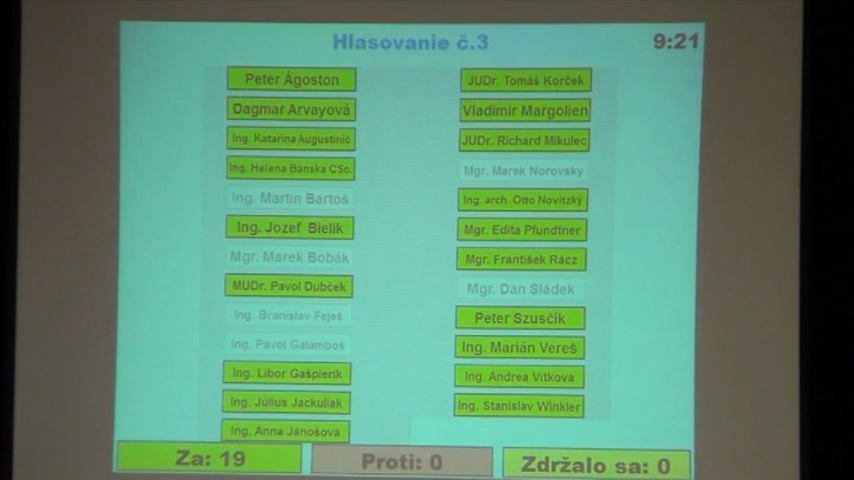 Hlasovanie č.3
9:21
Peter Ágoston
Dagmar Arvayová
Ing. Katarína Augustinič
Ing. Helena Bánska CSc.
Ing. Martin Bartoš
Ing. Jozef Bielik
Mgr. Marek Bobák
MUDr. Pavol Dubček
Ing. Branislav Feješ
Ing. Pavol Galamboš
Ing. Libor Gašpierik
Ing. Július Jackuliak
Ing. Anna Jánošová
JUDr. Tomáš Korček
Vladimír Margolien
JUDr. Richard Mikulec
Mgr. Marek Norovsky
Ing. arch. Otto Novitzký
Mgr. Edita Pfundtner
Mgr. František Rácz
Mgr. Dan Sládek
Peter Szusčik
Ing. Marián Vereš
Ing. Andrea Vítková
Ing. Stanislav Winkler
Za: 19
Proti: 0
Zdržalo sa: 0